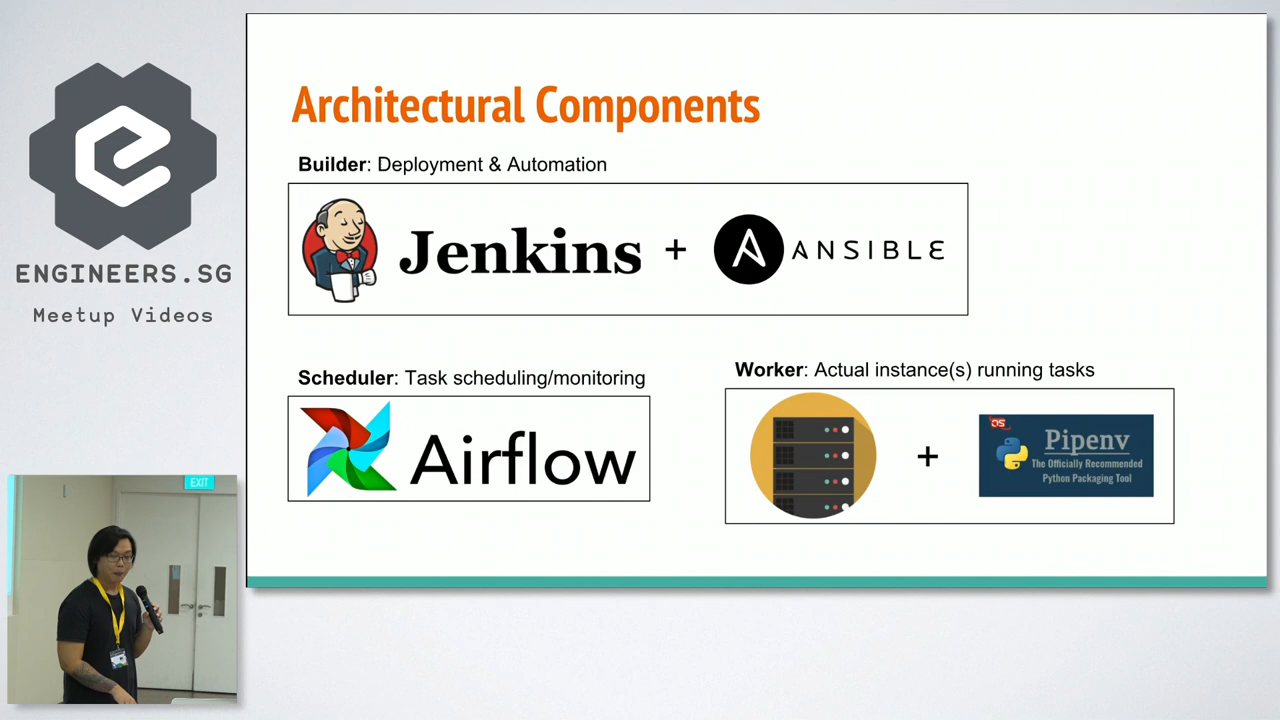 ENGINEERS.SG
Meetup Videos
Architectural Components
Builder: Deployment & Automation
Jenkins + ANSIBLE
Scheduler: Task scheduling/monitoring
Airflow
Worker: Actual instance(s) running tasks
+
OS
Pipenv
The Officially Recommended
Python Packaging Tool
EXIT